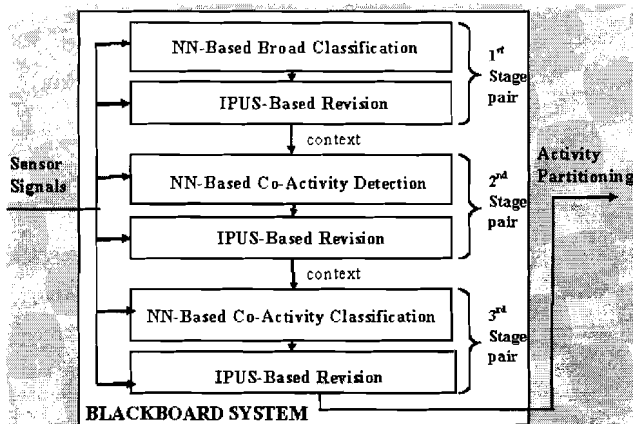 NN-Based Broad Classification
1st
Stage
pair
IPUS-Based Revision
context
Sensor
Signals
Activity
Partitioning
NN-Based Co-Activity Detection
2nd
Stage
pair
IPUS-Based Revision
context
NN-Based Co-Activity Classification
3rd
Stage
pair
IPUS-Based Revision
BLACKBOARD SYSTEM